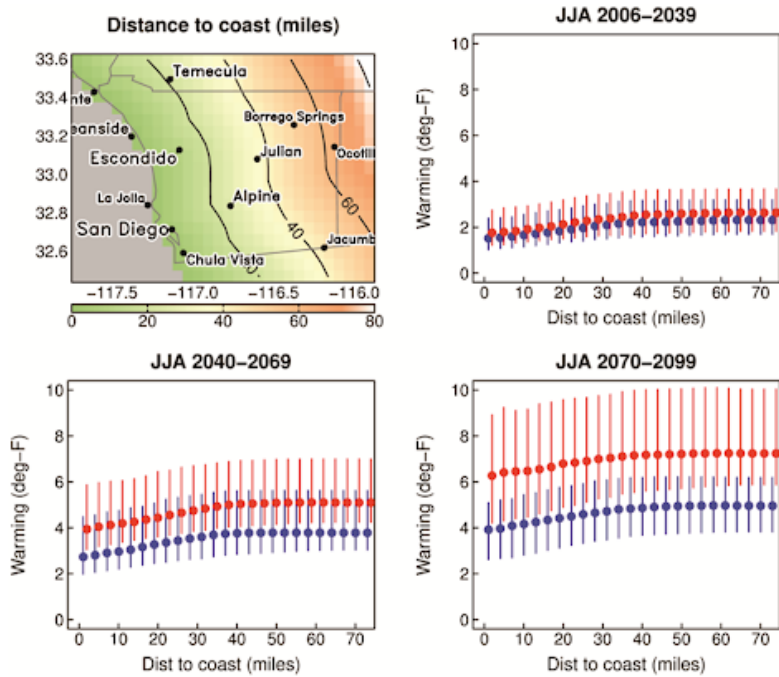 Distance to coast (miles)
33.6
33.4
33.2
33.0
32.8
32.6
Temecula
nte
eanside
Borrego Springs
Escondido
Julian
Ocotill
La Jolla
Alpine
San Diego
Jacumb
Chula Vista
40
60
−117.5 −117.0 −116.5 −116.0
0 20 40 60 80
JJA 2006−2039
Warming (deg−F)
10
8
6
4
2
0
0 10 20 30 40 50 60 70
Dist to coast (miles)
JJA 2040−2069
Warming (deg−F)
10
8
6
4
2
0
0 10 20 30 40 50 60 70
Dist to coast (miles)
JJA 2070−2099
Warming (deg−F)
10
8
6
4
2
0
0 10 20 30 40 50 60 70
Dist to coast (miles)